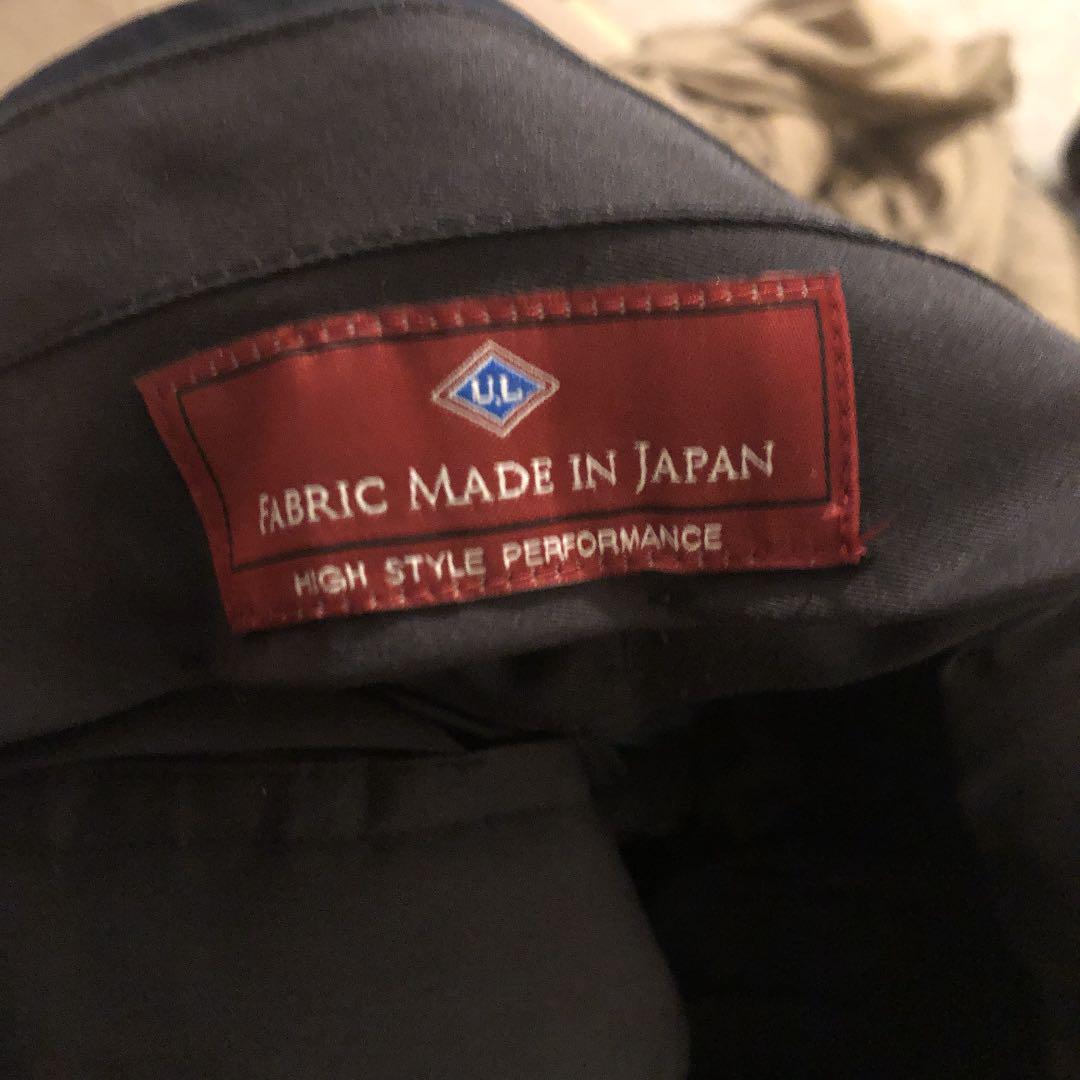 U.L
FABRIC MADE IN JAPAN
HIGH STYLE PERFORMANCE